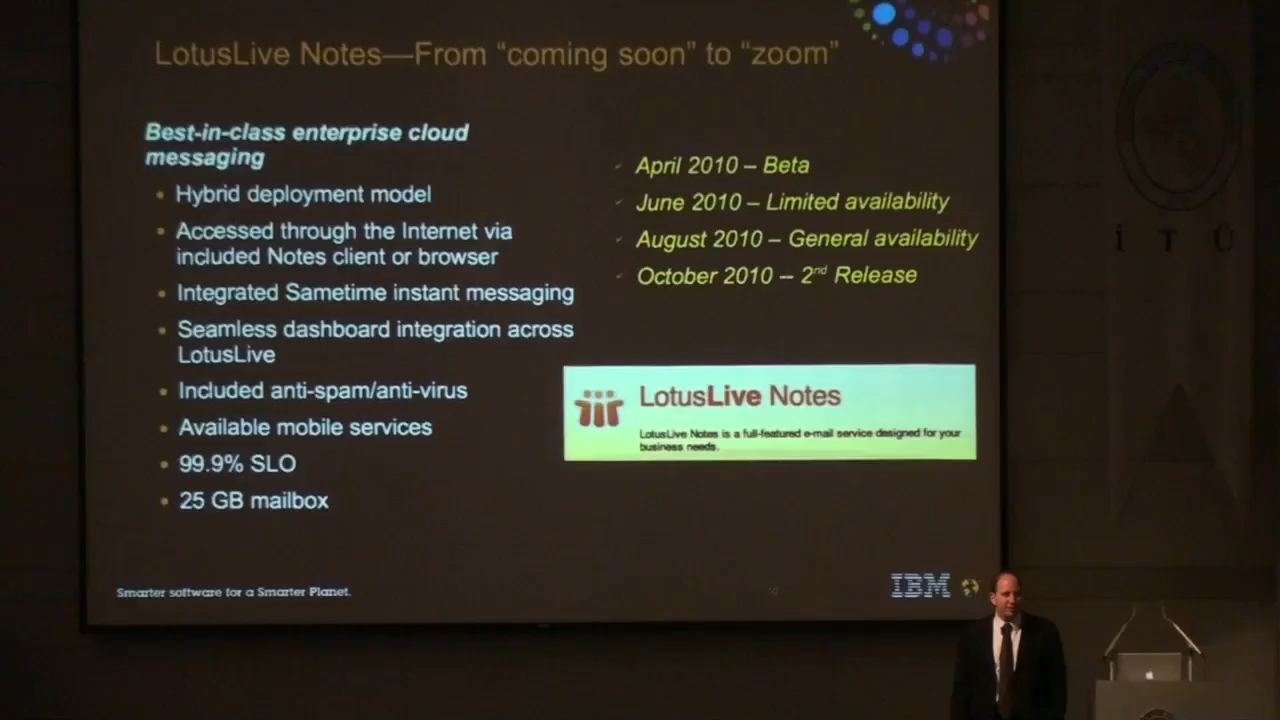 LotusLive Notes—From “coming soon” to “zoom”
Best-in-class enterprise cloud
messaging
Hybrid deployment model
Accessed through the Internet via
included Notes client or browser
Integrated Sametime instant messaging
Seamless dashboard integration across
LotusLive
Included anti-spam/anti-virus
Available mobile services
99.9% SLO
25 GB mailbox
April 2010 – Beta
June 2010 – Limited availability
August 2010 – General availability
October 2010 – 2nd Release
LotusLive Notes
LotusLive Notes is a full-featured e-mail service designed for your
business needs.
Smarter software for a Smarter Planet.
IBM
İTÜ